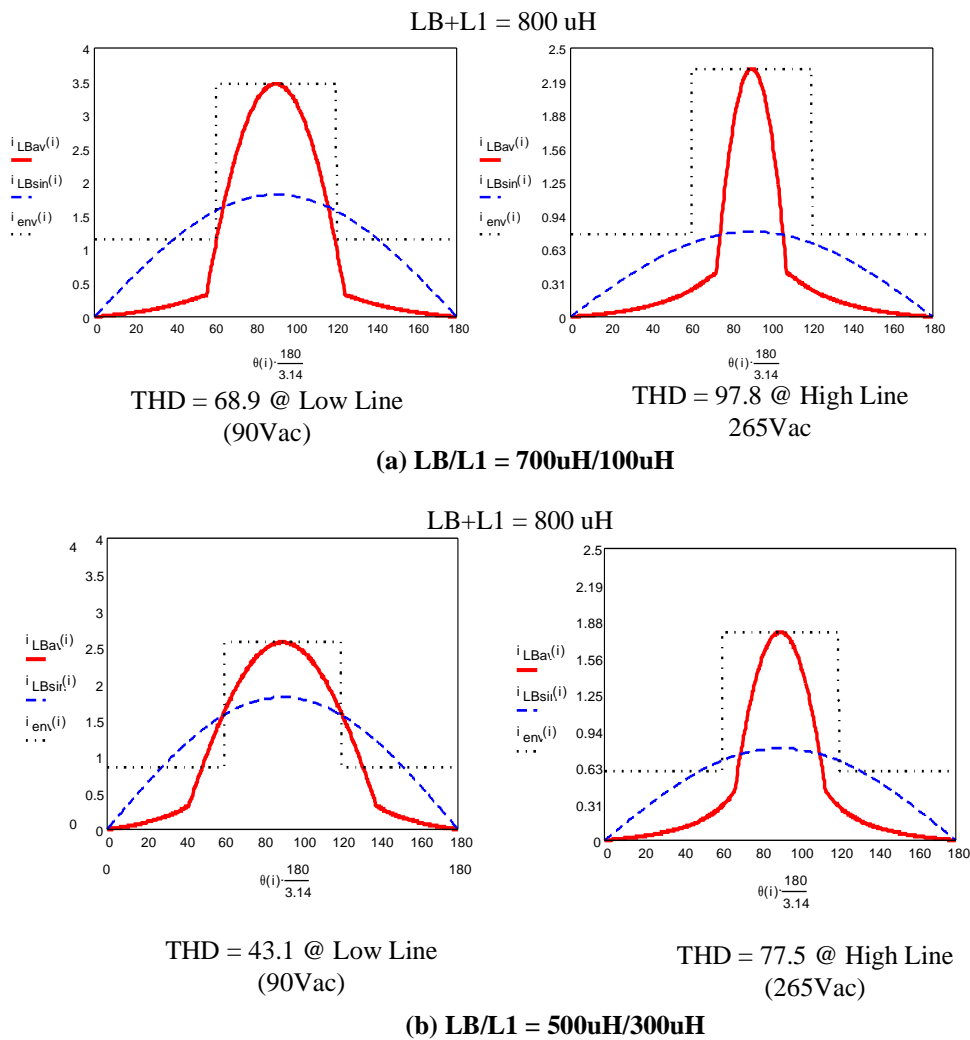 LB+L1 = 800 uH
4
3.5
3
2.5
2
1.5
1
0.5
0
i LBav(i)
i LBsin(i)
i env(i)
0 20 40 60 80 100 120 140 160 180
θ(i)·180/3.14
THD = 68.9 @ Low Line
(90Vac)
2.5
2.19
1.88
1.56
1.25
0.94
0.63
0.31
0
i LBav(i)
i LBsin(i)
i env(i)
0 20 40 60 80 100 120 140 160 180
θ(i)·180/3.14
THD = 97.8 @ High Line
265Vac
(a) LB/L1 = 700uH/100uH
LB+L1 = 800 uH
4
0
4
3.5
3
2.5
2
1.5
1
0.5
0
i LBav(i)
i LBsin(i)
i env(i)
0 20 40 60 80 100 120 140 160 180
0 180
θ(i)·180/3.14
THD = 43.1 @ Low Line
(90Vac)
2.5
2.19
1.88
1.56
1.25
0.94
0.63
0.31
0
i LBav(i)
i LBsin(i)
i env(i)
0 20 40 60 80 100 120 140 160 180
θ(i)·180/3.14
THD = 77.5 @ High Line
(265Vac)
(b) LB/L1 = 500uH/300uH